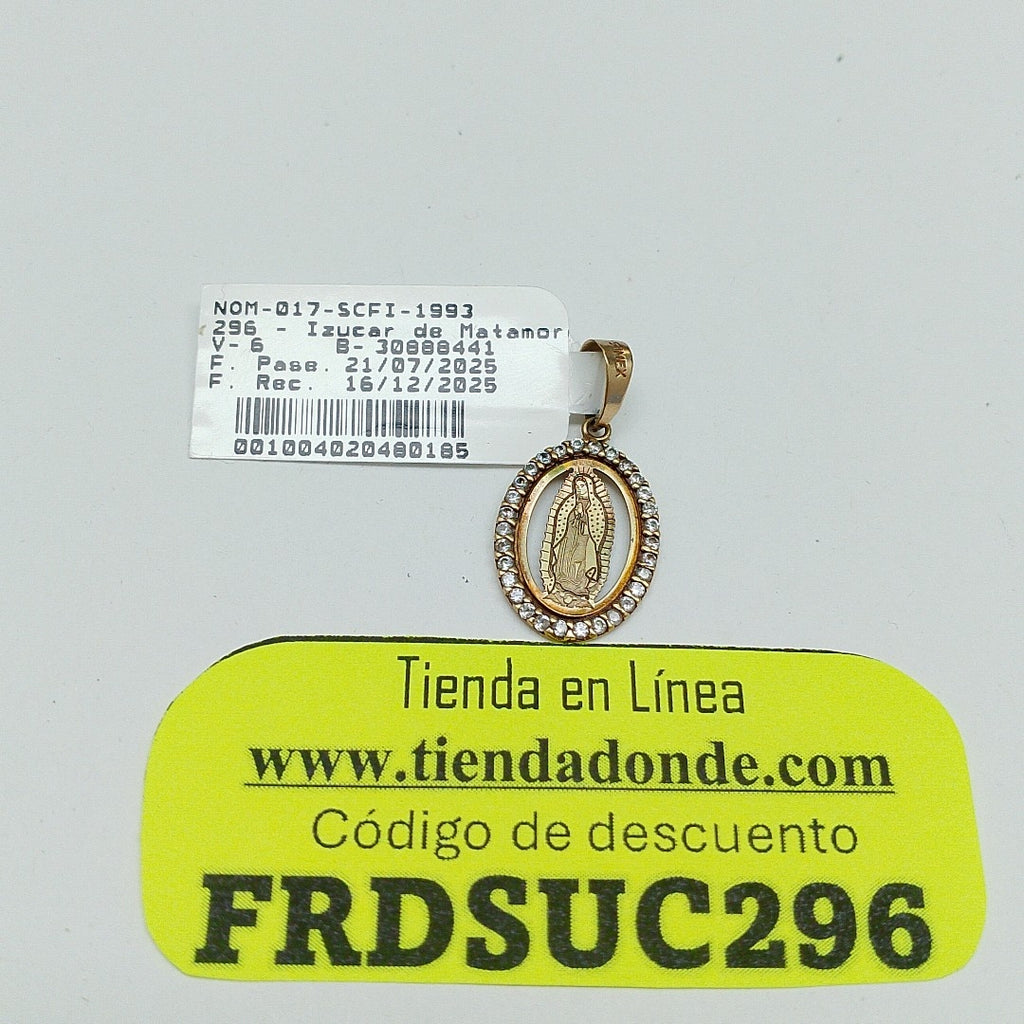 NOM-017-SCFI-1993
296 - Izucar de Matamor
V- 6 B- 30888441
F. Pase. 21/07/2025
F. Rec. 16/12/2025
001004020480185
Tienda en Línea
www.tiendadonde.com
Código de descuento
FRDSUC296